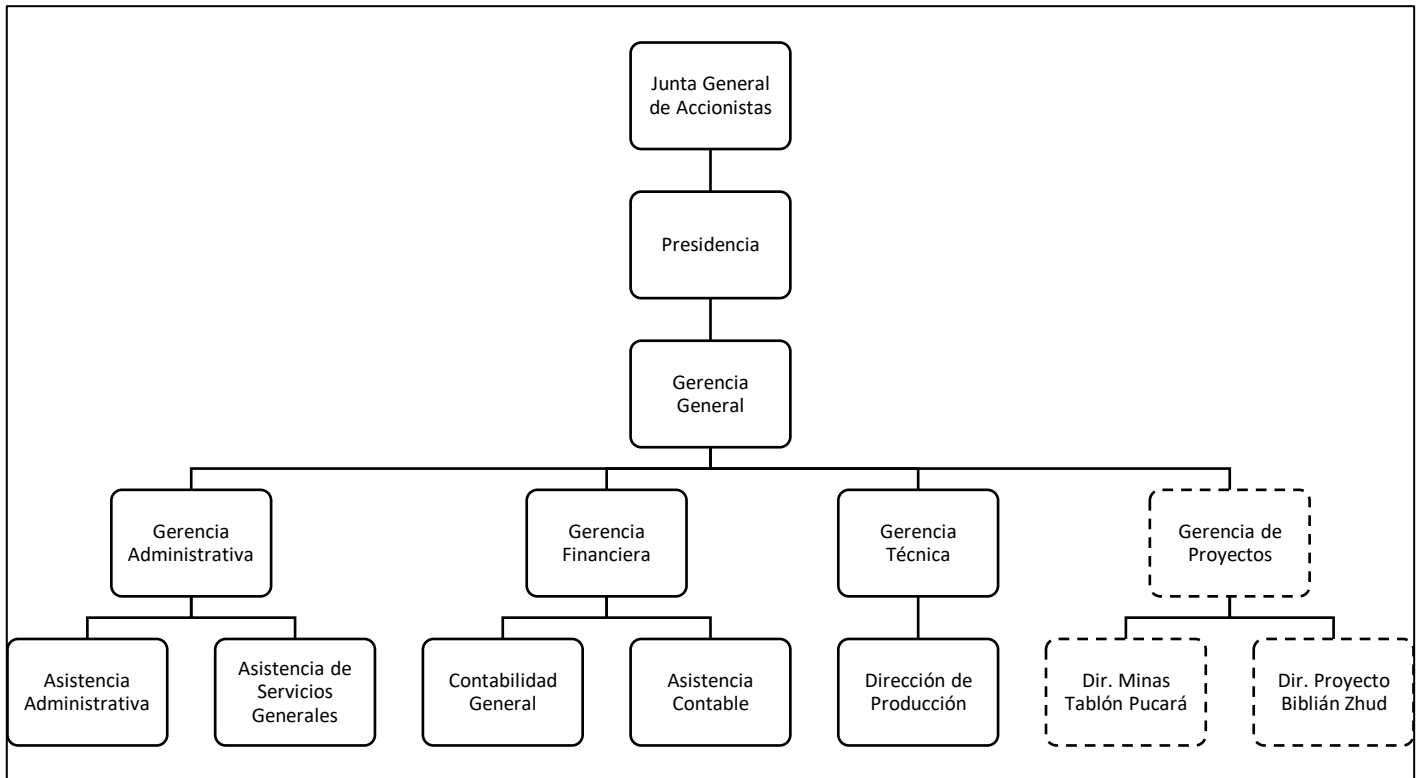 Junta General
de Accionistas
Presidencia
Gerencia
General
Gerencia
Administrativa
Gerencia
Financiera
Gerencia
Técnica
Gerencia de
Proyectos
Asistencia
Administrativa
Asistencia de
Servicios
Generales
Contabilidad
General
Asistencia
Contable
Dirección de
Producción
Dir. Minas
Tablón Pucará
Dir. Proyecto
Biblián Zhud